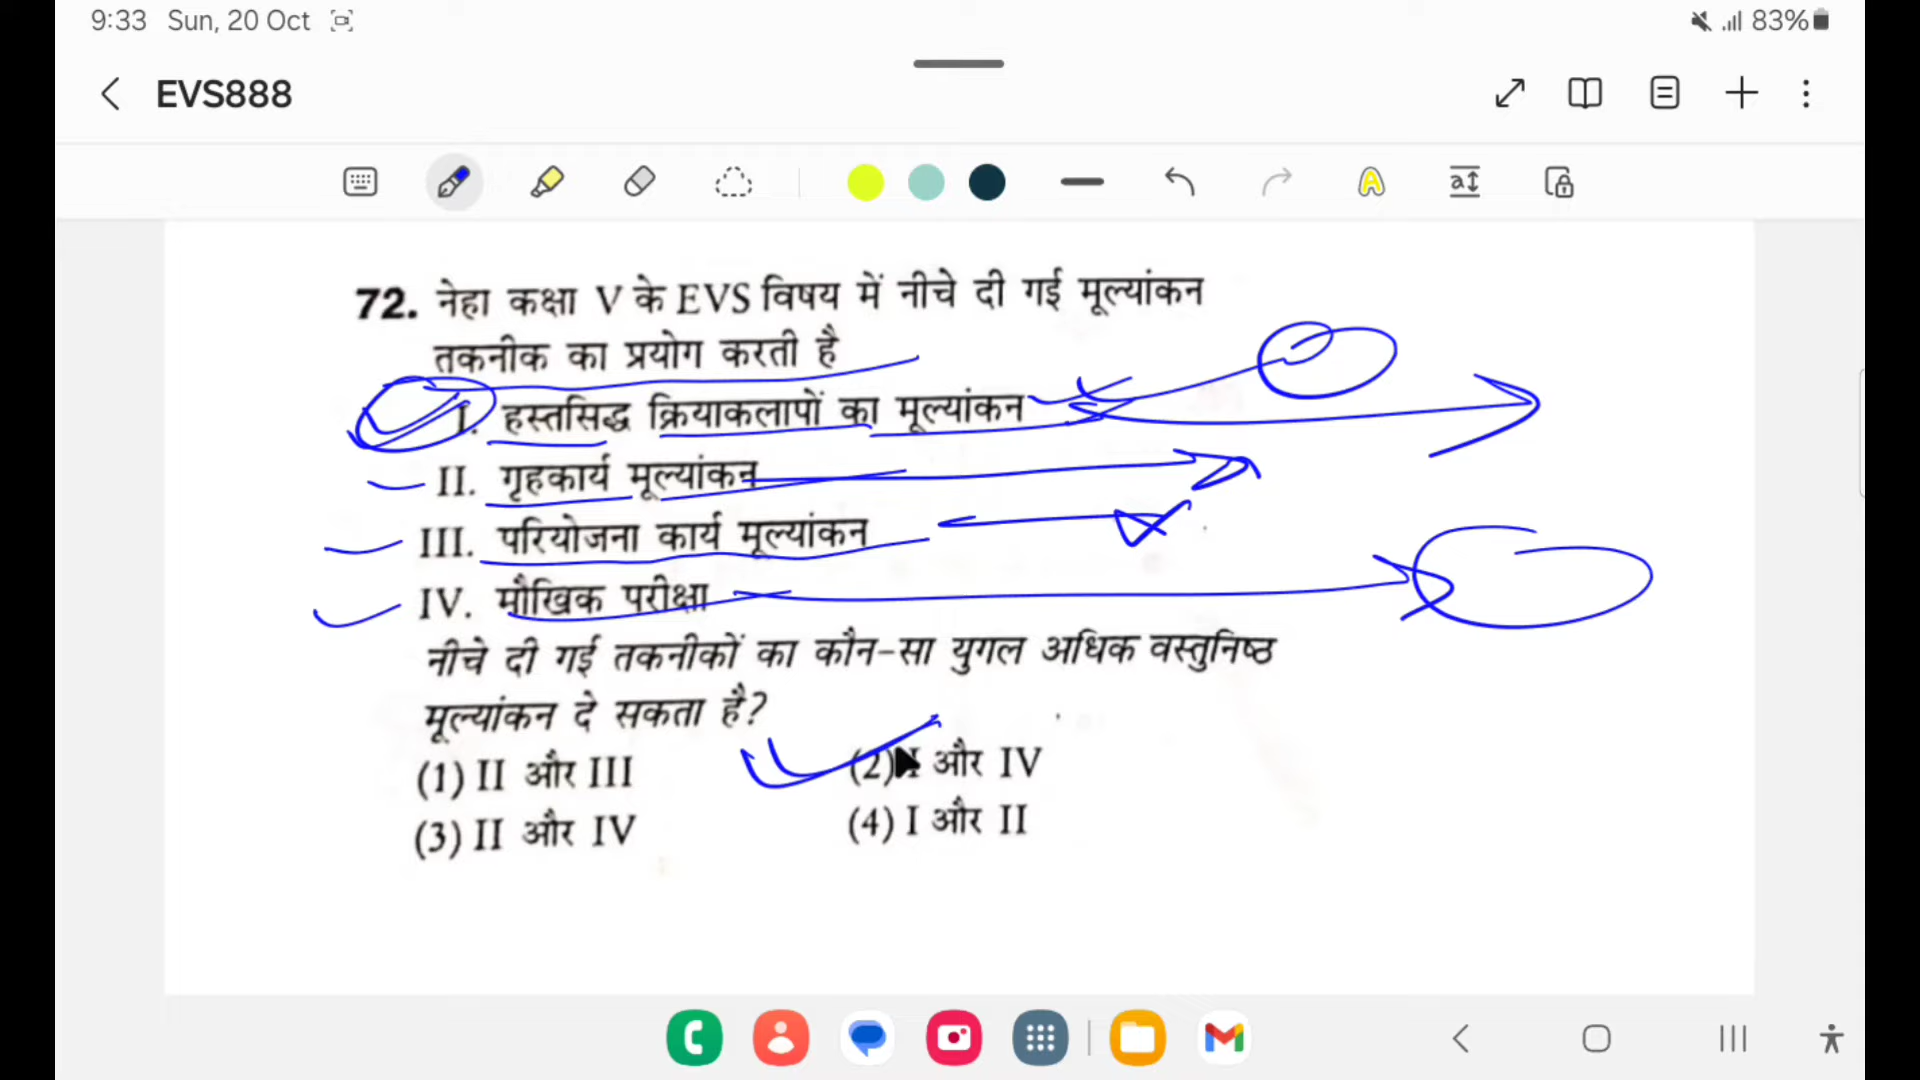 9:33 Sun, 20 Oct 83%
EVS888
72. नेहा कक्षा V के EVS विषय में नीचे दी गई मूल्यांकन
तकनीक का प्रयोग करती है
I. हस्तसिद्ध क्रियाकलापों का मूल्यांकन
II. गृहकार्य मूल्यांकन
III. परियोजना कार्य मूल्यांकन
IV. मौखिक परीक्षा
नीचे दी गई तकनीकों का कौन-सा युगल अधिक वस्तुनिष्ठ
मूल्यांकन दे सकता है?
(1) II और III (2) I और IV
(3) II और IV (4) I और II